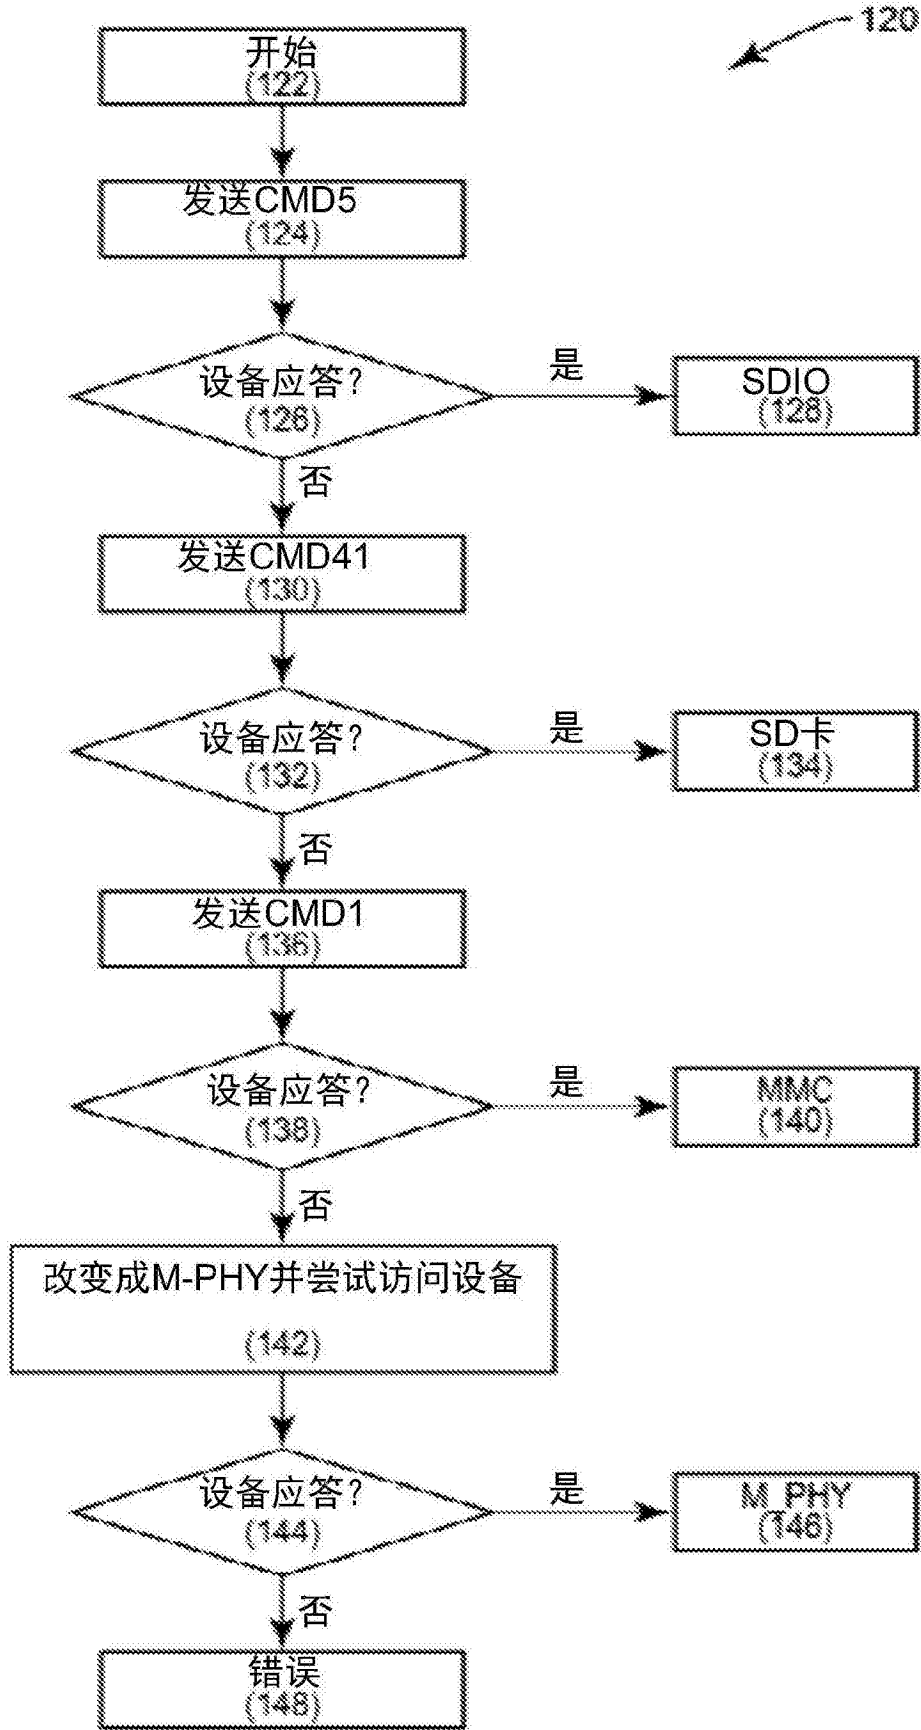 120
开始
(122)
发送CMD5
(124)
设备应答?
(126)
是
SDIO
(128)
否
发送CMD41
(130)
设备应答?
(132)
是
SD卡
(134)
否
发送CMD1
(136)
设备应答?
(138)
是
MMC
(140)
否
改变成M-PHY并尝试访问设备
(142)
设备应答?
(144)
是
M_PHY
(146)
否
错误
(148)